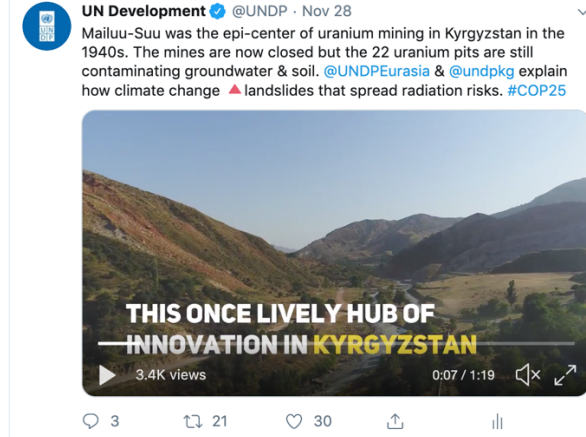 UN Development @UNDP · Nov 28
Mailuu-Suu was the epi-center of uranium mining in Kyrgyzstan in the
1940s. The mines are now closed but the 22 uranium pits are still
contaminating groundwater & soil. @UNDPEurasia & @undpkg explain
how climate change 🔺landslides that spread radiation risks. #COP25
UN
DP
THIS ONCE LIVELY HUB OF
INNOVATION IN KYRGYZSTAN
3.4K views 0:07 / 1:19
3 21 30